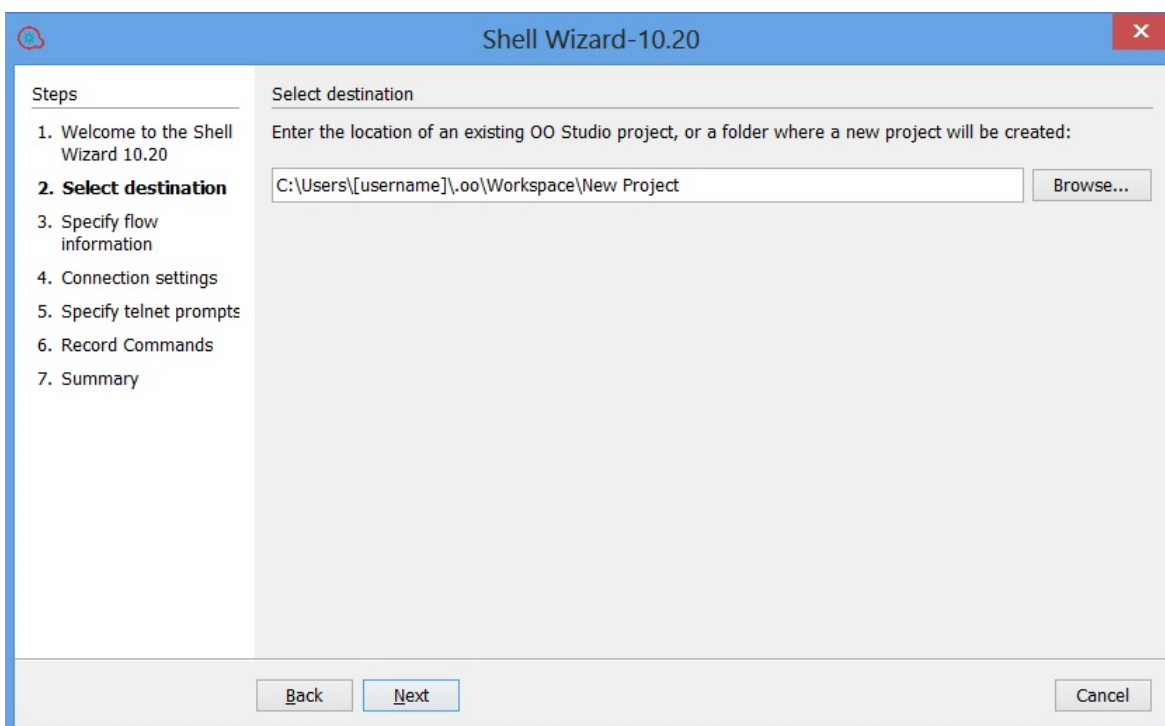 Shell Wizard-10.20
Steps
1. Welcome to the Shell
Wizard 10.20
2. Select destination
3. Specify flow
information
4. Connection settings
5. Specify telnet prompts
6. Record Commands
7. Summary
Select destination
Enter the location of an existing OO Studio project, or a folder where a new project will be created:
C:\Users\[username]\.oo\Workspace\New Project
Browse...
Back
Next
Cancel